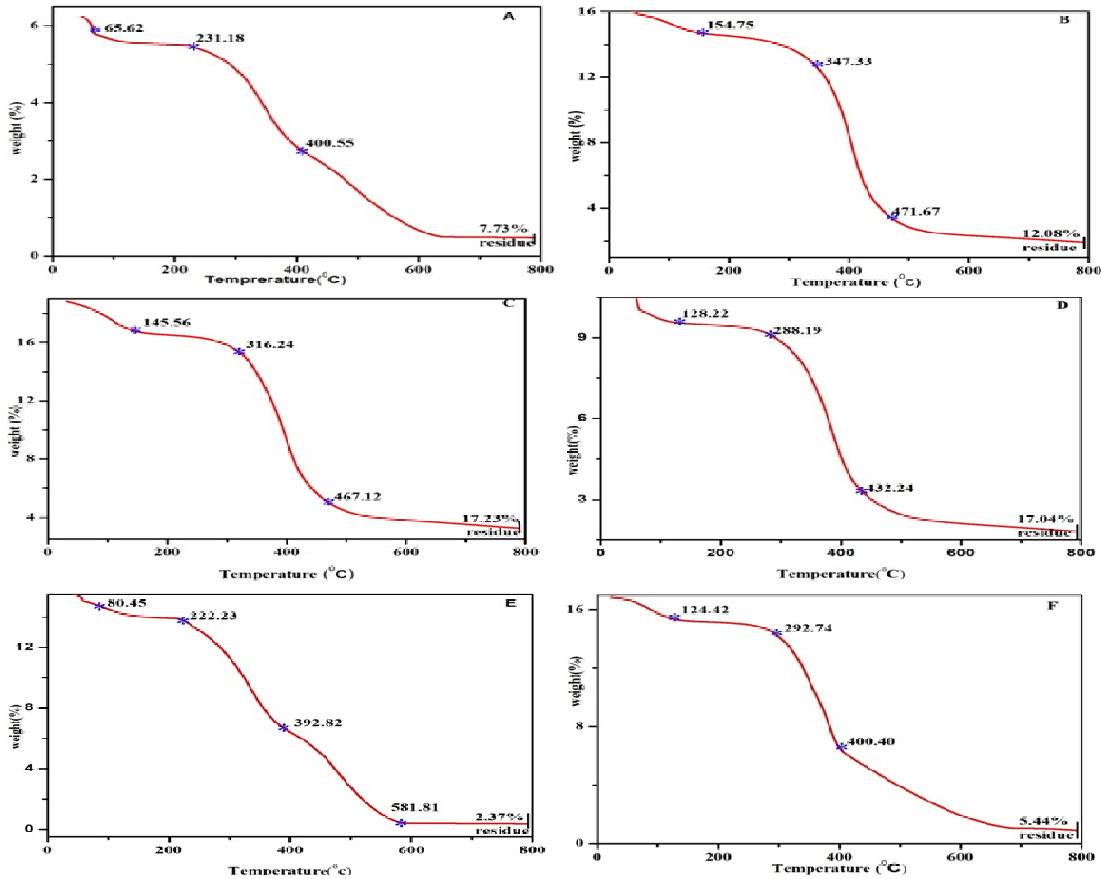 A
6
65.62
231.18
4
400.55
2
7.73%
residue
0
0 200 400 600 800
weight (%)
Temprerature(°C)
B
16
154.75
347.33
12
8
471.67
4
12.08%
residue
0 200 400 600 800
weight (%)
Temperature (°c)
C
145.56
316.24
16
12
8
467.12
4
17.23%
residue
0 200 400 600 800
weight (%)
Temperature (°C)
D
128.22
288.19
9
6
432.24
3
17.04%
residue
0 200 400 600 800
weight(%)
Temperature(°C)
E
80.45
222.23
12
8
392.82
4
581.81
2.37%
residue
0
0 200 400 600 800
weight(%)
Temperature(°c)
F
16
124.42
292.74
8
400.40
5.44%
residue
0
0 200 400 600 800
weight(%)
Temperature(°C)